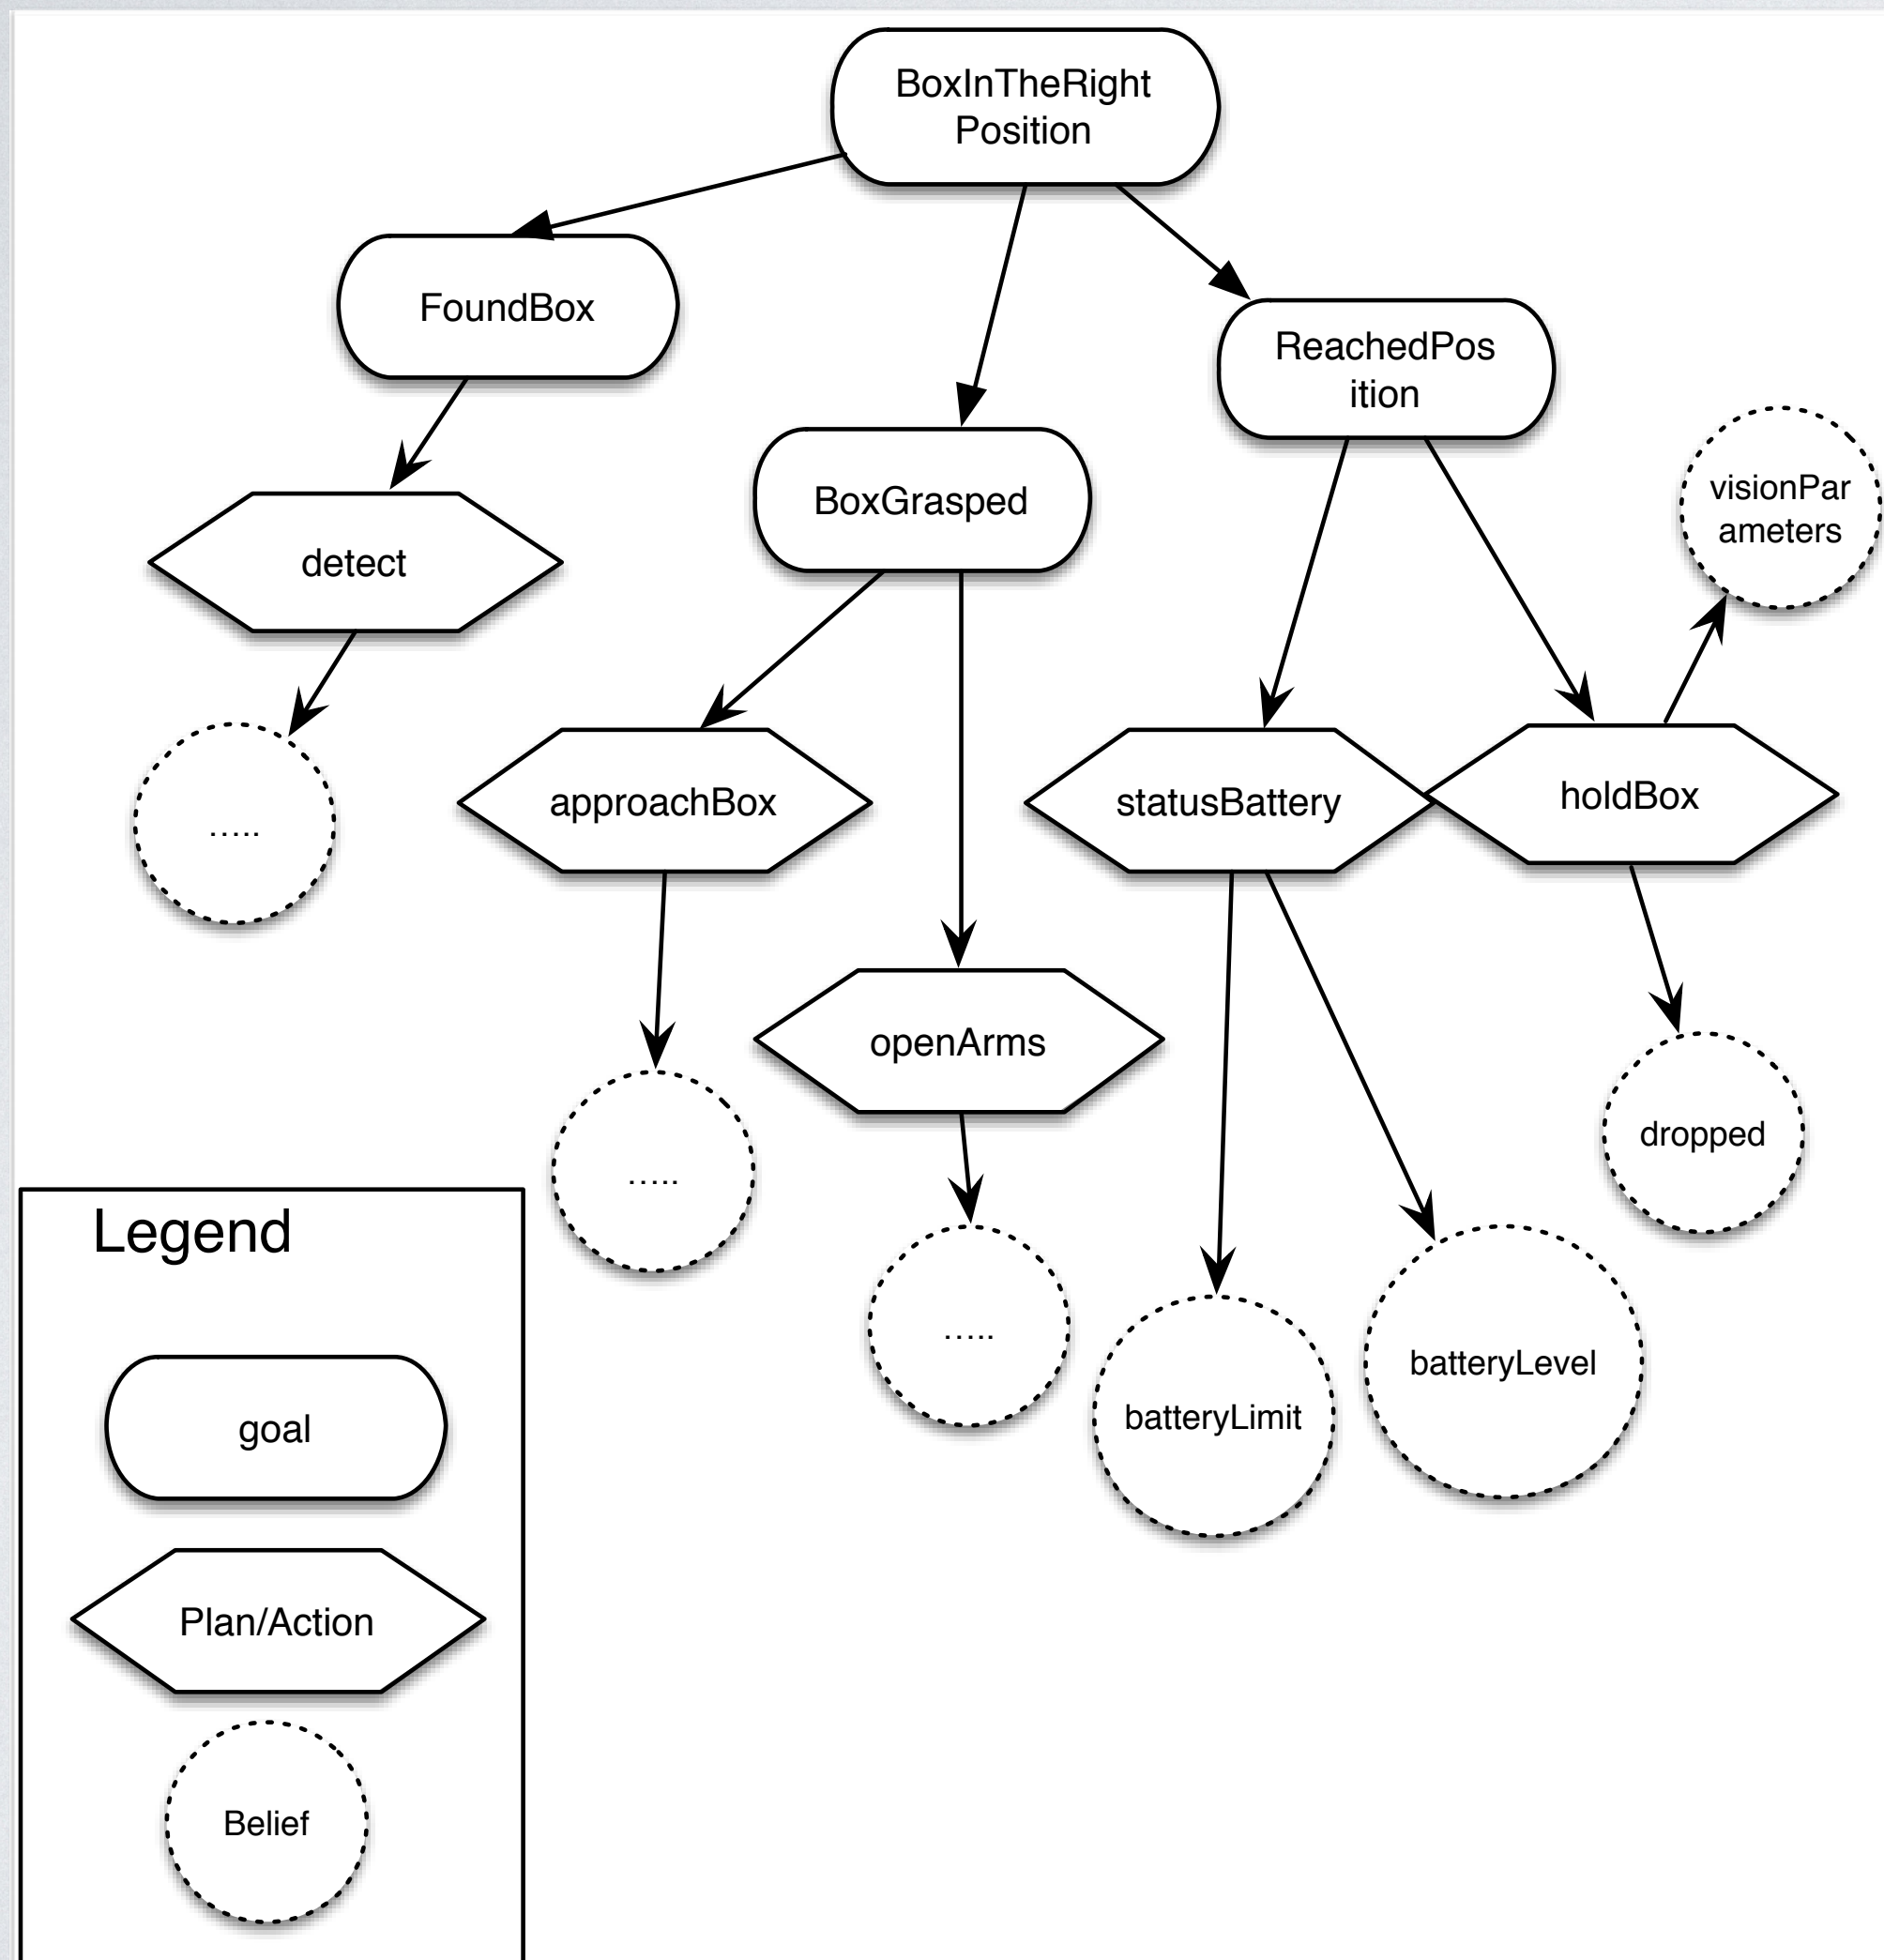 BoxInTheRight
Position
FoundBox
ReachedPos
ition
visionPar
ameters
BoxGrasped
detect
approachBox
statusBattery
holdBox
.....
openArms
dropped
.....
.....
batteryLevel
batteryLimit
Legend
goal
Plan/Action
Belief